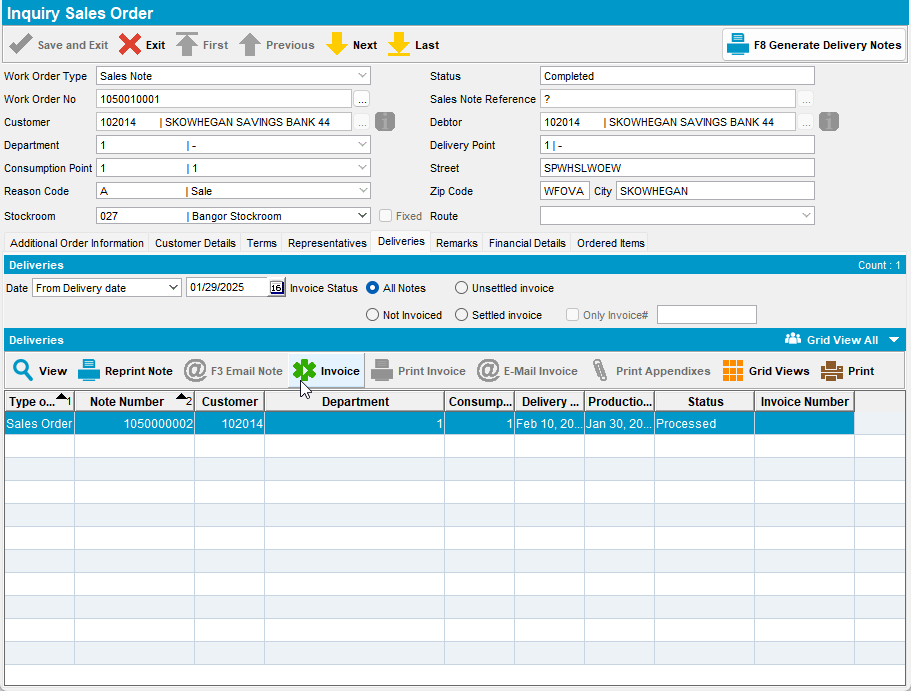 Inquiry Sales Order
Save and Exit Exit First Previous Next Last F8 Generate Delivery Notes
Work Order Type Sales Note Status Completed
Work Order No 1050010001 ... Sales Note Reference ? ...
Customer 102014 | SKOWHEGAN SAVINGS BANK 44 ... i Debtor 102014 | SKOWHEGAN SAVINGS BANK 44 ... i
Department 1 | - Delivery Point 1 | -
Consumption Point 1 | 1 Street SPWHSLWOEW
Reason Code A | Sale Zip Code WFOVA City SKOWHEGAN
Stockroom 027 | Bangor Stockroom Fixed Route
Additional Order Information Customer Details Terms Representatives Deliveries Remarks Financial Details Ordered Items
Deliveries Count : 1
Date From Delivery date 01/29/2025 16 Invoice Status All Notes Unsettled invoice
Not Invoiced Settled invoice Only Invoice#
Deliveries Grid View All
View Reprint Note @ F3 Email Note Invoice Print Invoice @ E-Mail Invoice Print Appendixes Grid Views Print
Type o... 1 Note Number 2 Customer Department Consump... Delivery ... Productio... Status Invoice Number
Sales Order 1050000002 102014 1 1 Feb 10, 20... Jan 30, 20... Processed